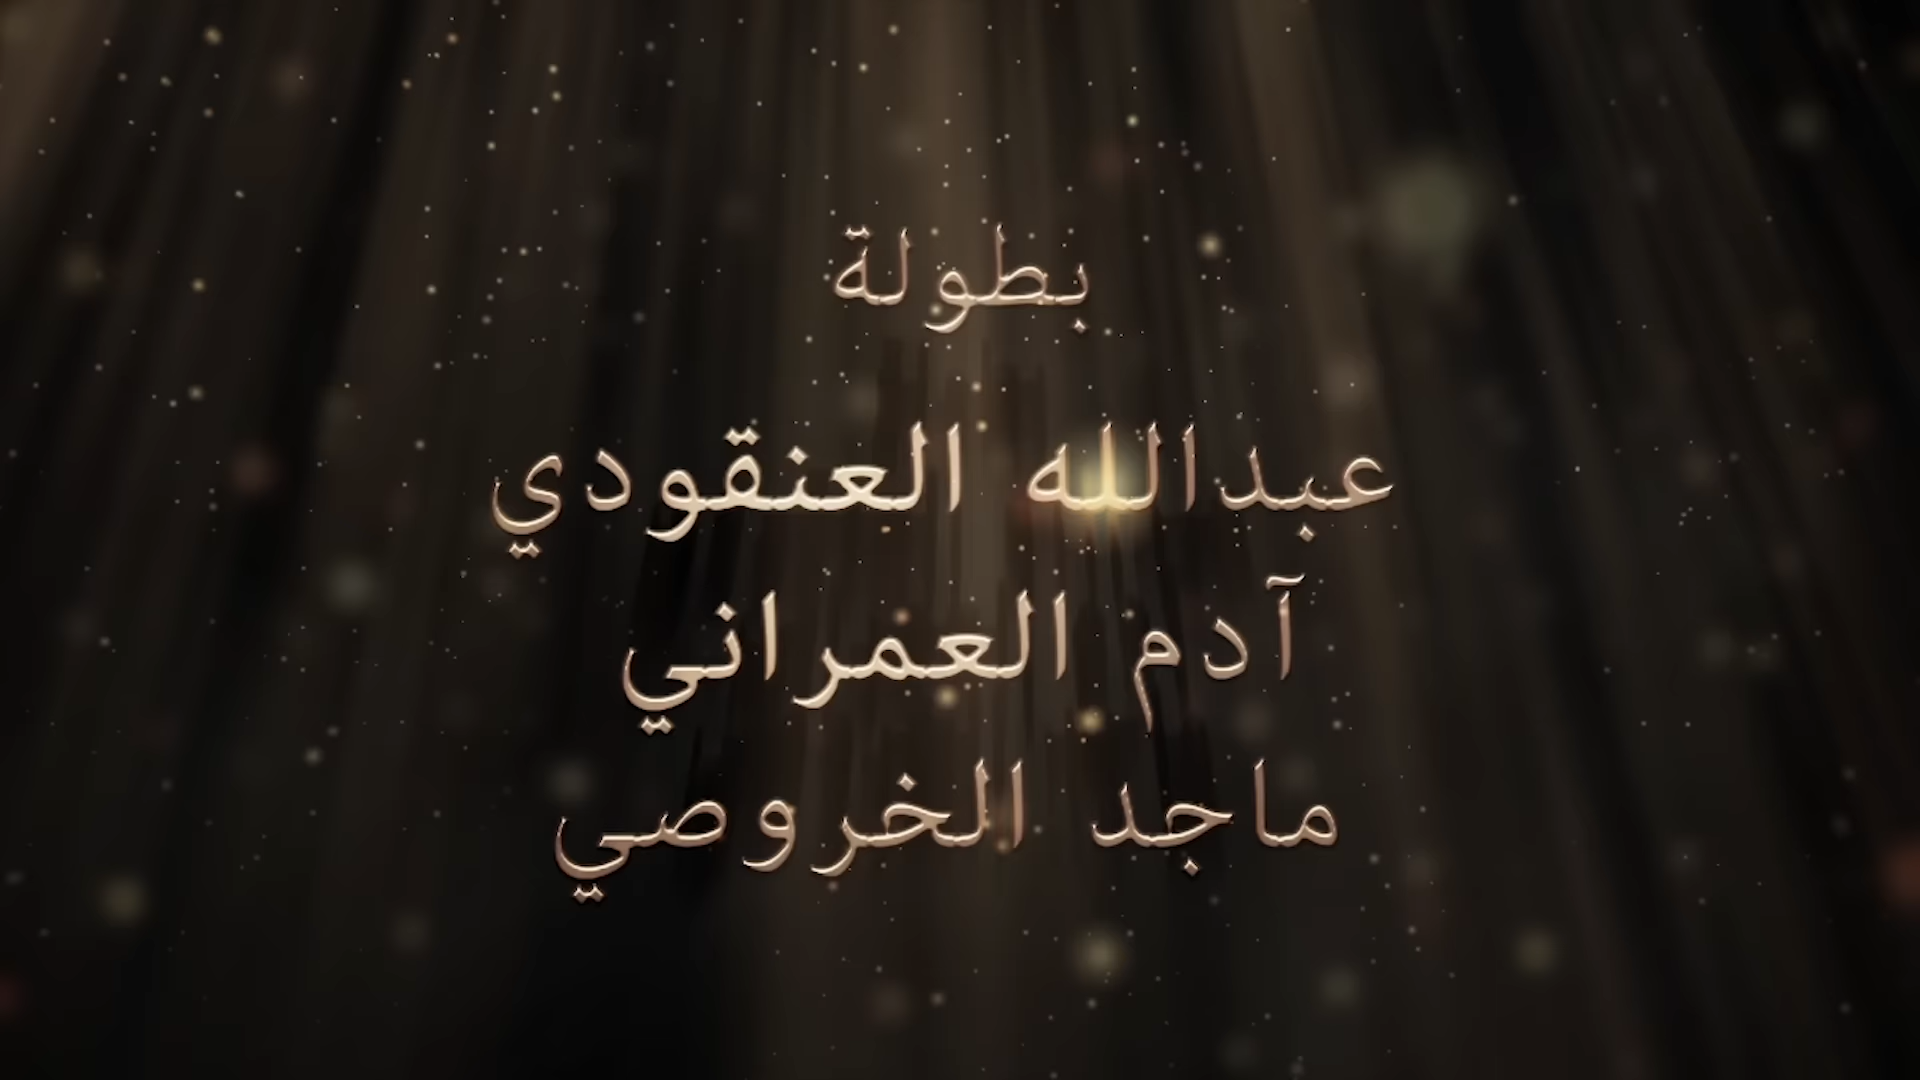 بطولة
عبدالله العنقودي
آدم العمراني
ماجد الخروصي